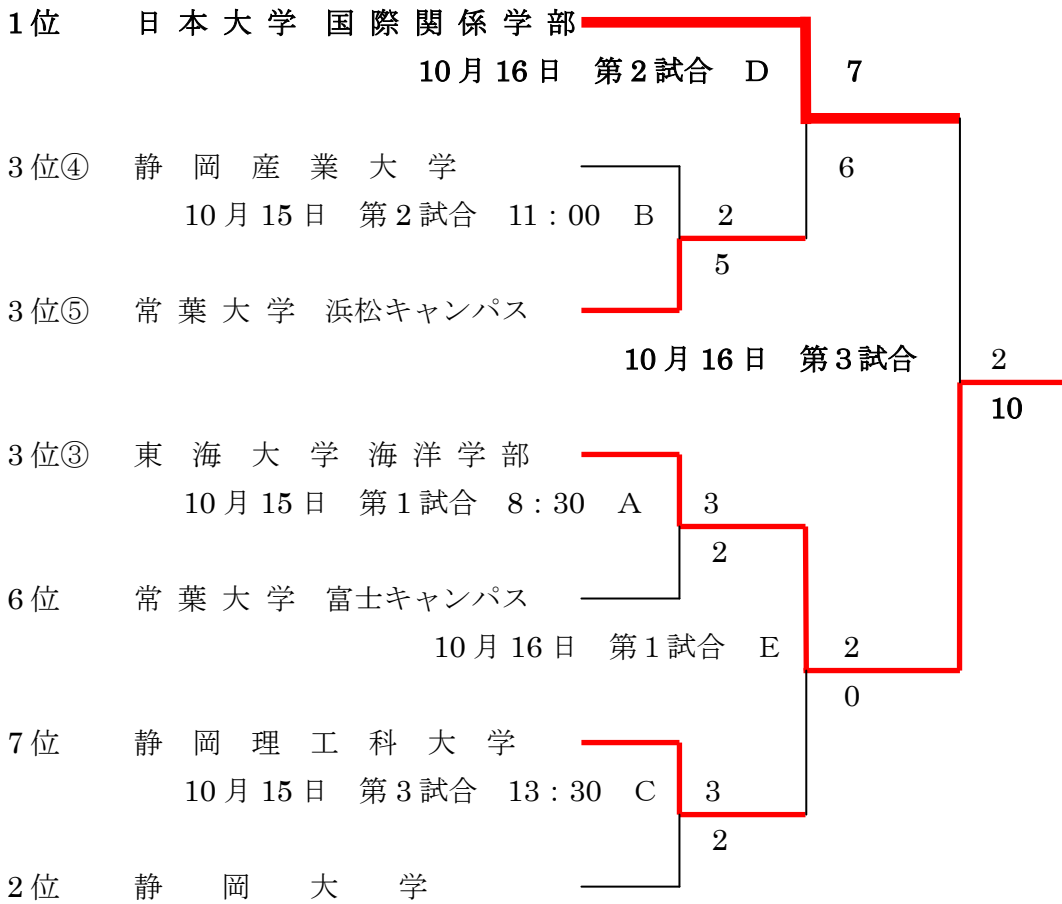 1位 日本大学 国際関係学部
10月16日 第2試合 D 7
3位④ 静岡産業大学 6
10月15日 第2試合 11:00 B 2
5
3位⑤ 常葉大学 浜松キャンパス
10月16日 第3試合 2
10
3位③ 東海大学海洋学部
10月15日 第1試合 8:30 A 3
2
6位 常葉大学 富士キャンパス
10月16日 第1試合 E 2
0
7位 静岡理工科大学
10月15日 第3試合 13:30 C 3
2
2位 静岡大学